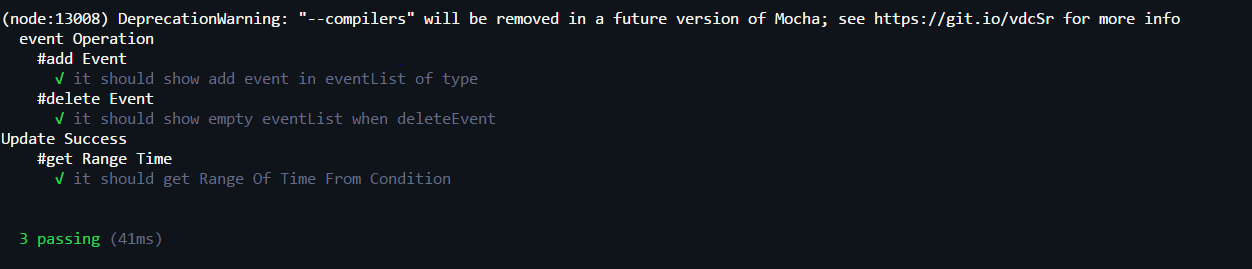 (node:13008) DeprecationWarning: "--compilers" will be removed in a future version of Mocha; see https://git.io/vdcSr for more info
event Operation
#add Event
√ it should show add event in eventList of type
#delete Event
√ it should show empty eventList when deleteEvent
Update Success
#get Range Time
√ it should get Range Of Time From Condition
3 passing (41ms)